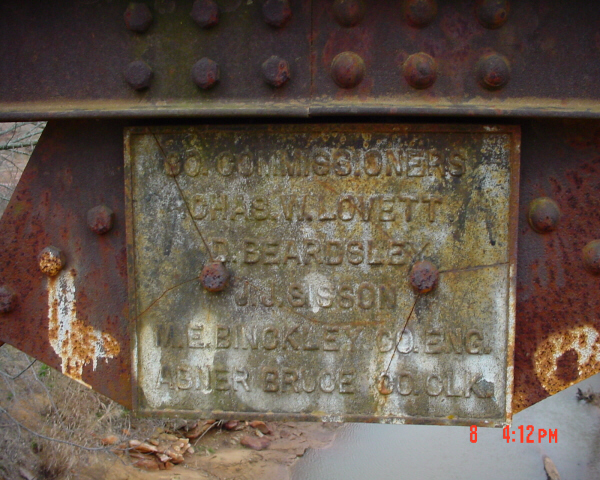 CO. COMMISSIONERS
CHAS. W. LOVETT
D. BEARDSLEY
J. J. SISSON
M. E. BINCKLEY CO. ENG.
ABNER BRUCE CO. CLK.
8 4:12 PM